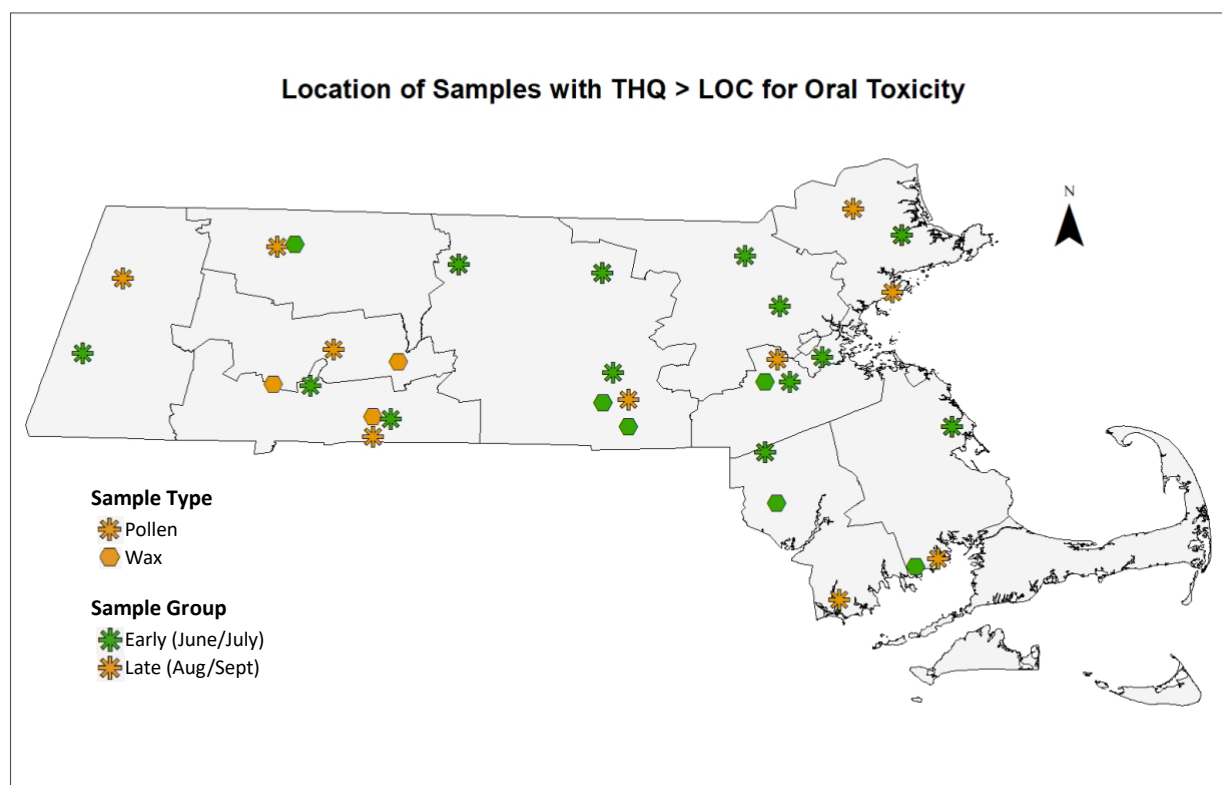 Location of Samples with THQ > LOC for Oral Toxicity
N
Sample Type
Pollen
Wax
Sample Group
Early (June/July)
Late (Aug/Sept)